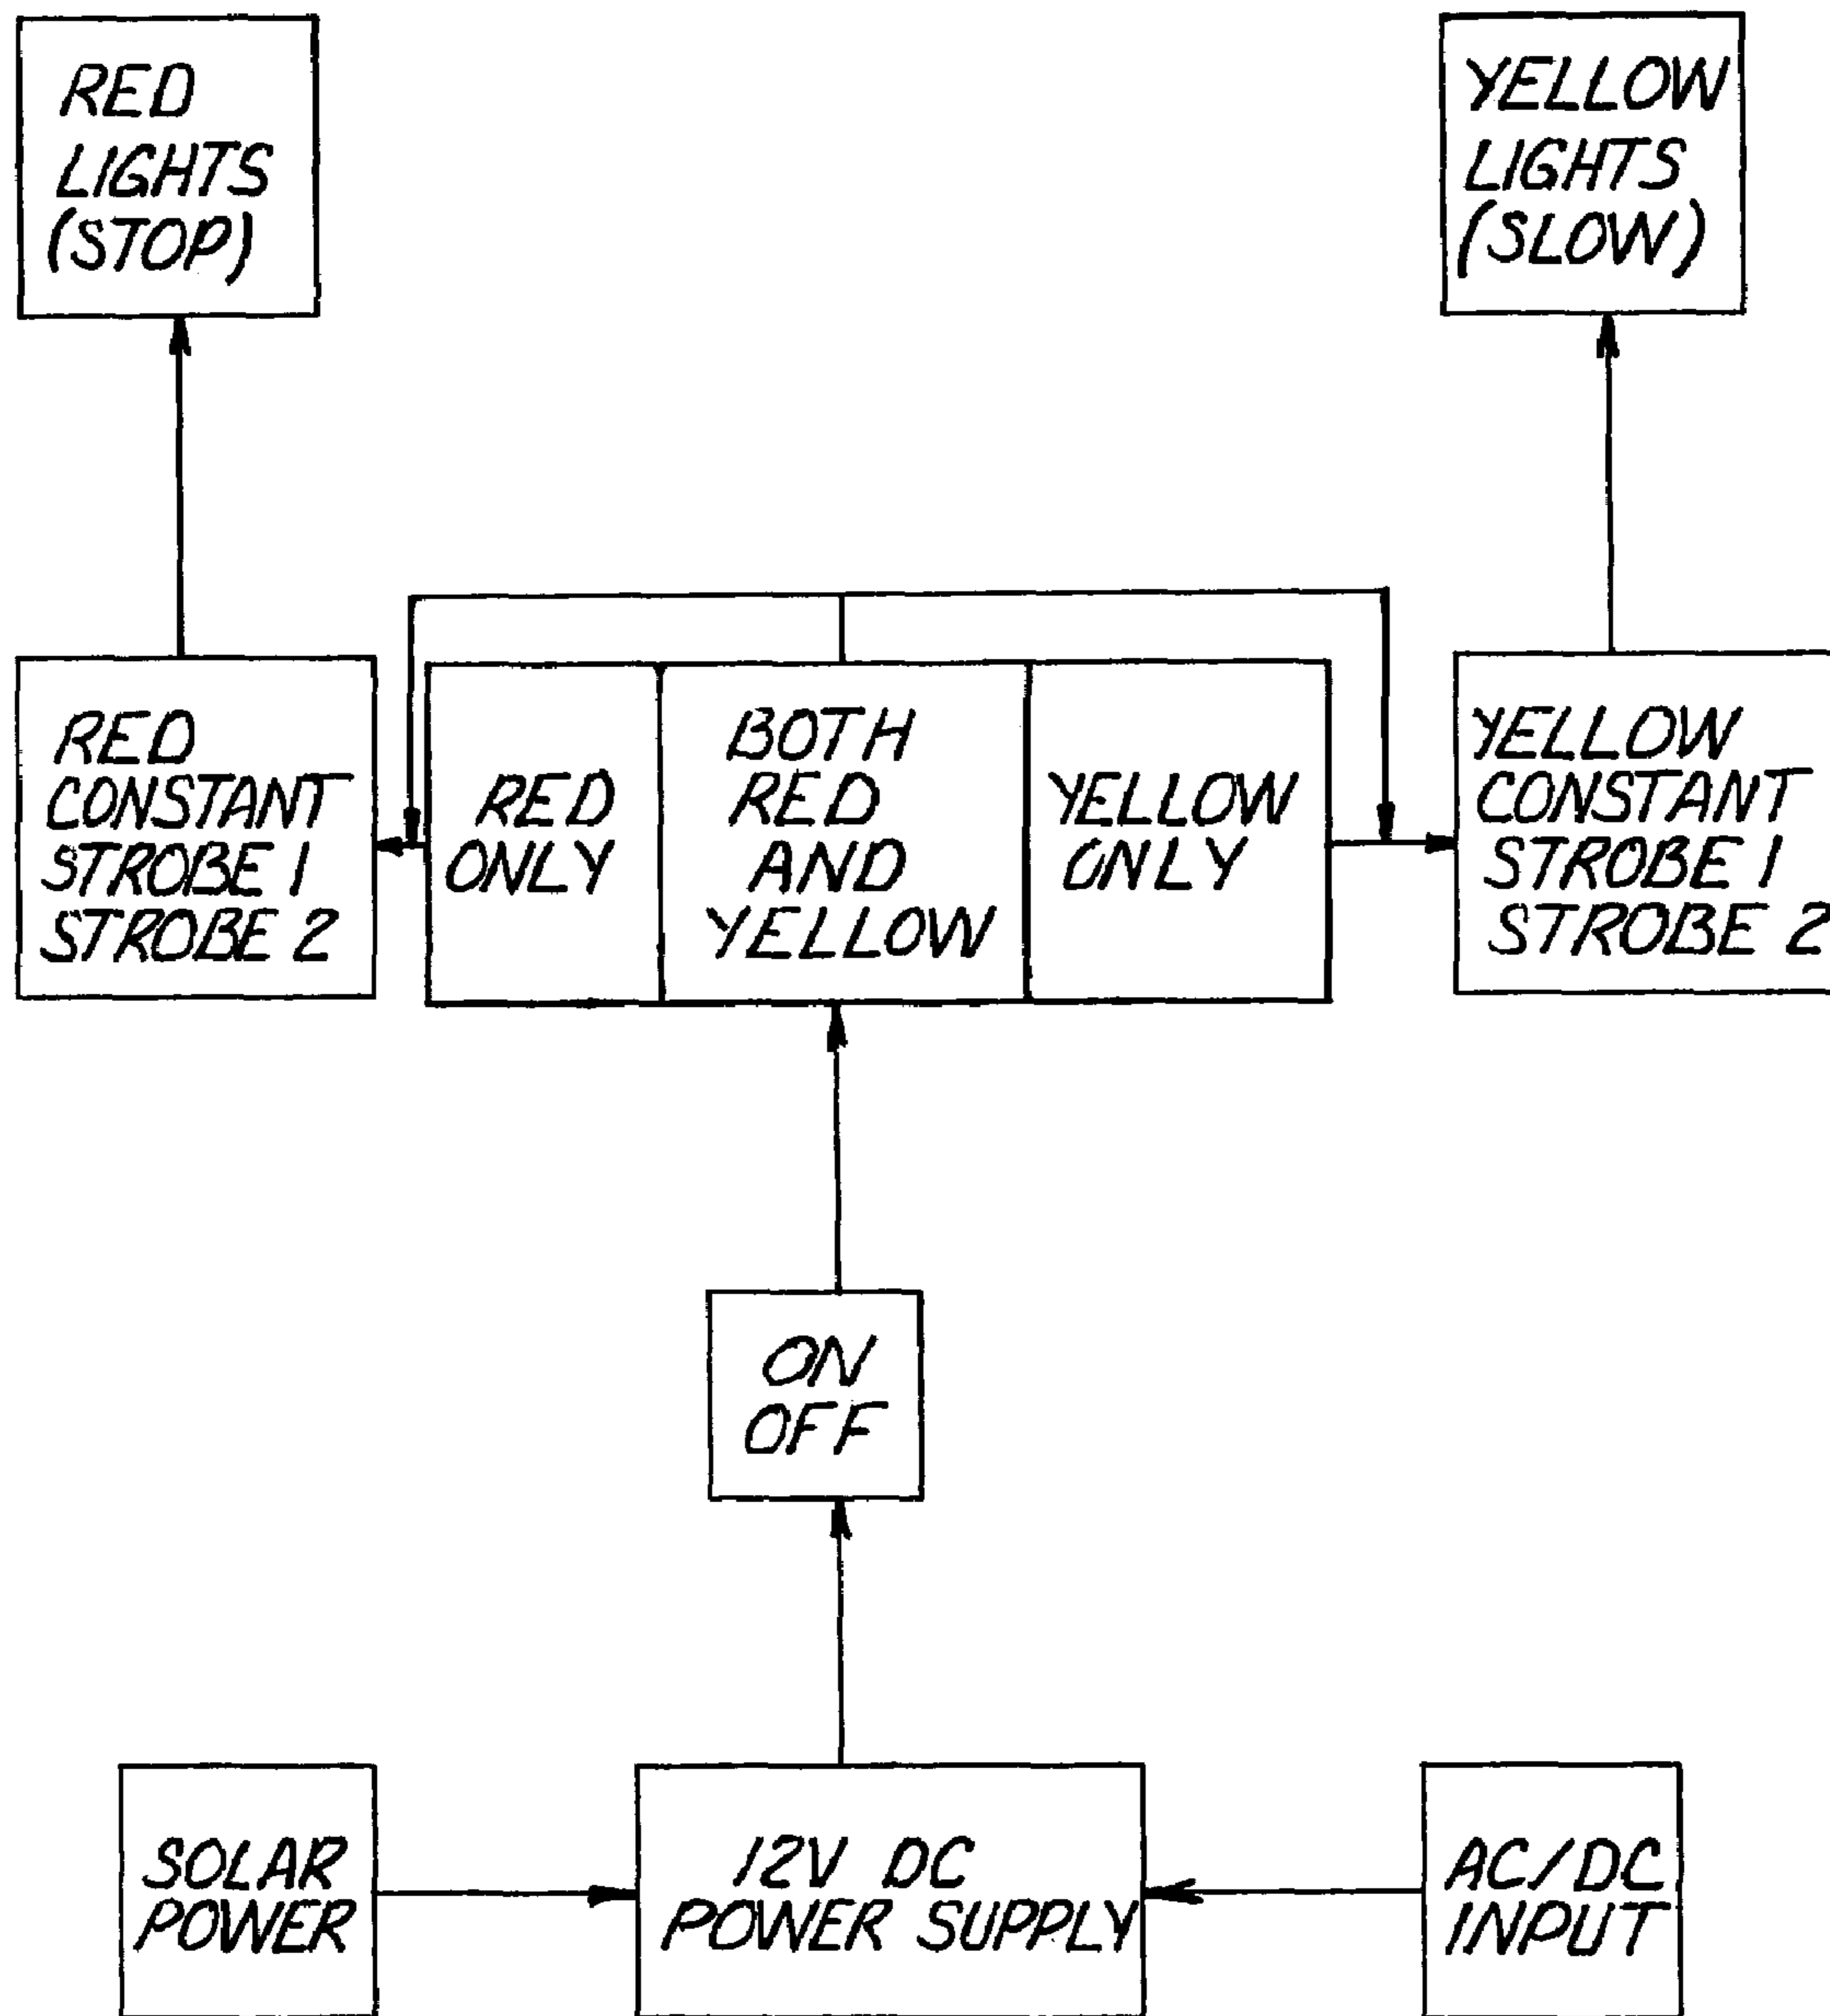 RED
LIGHTS
(STOP)
YELLOW
LIGHTS
(SLOW)
RED
CONSTANT
STROBE 1
STROBE 2
RED
ONLY
BOTH
RED
AND
YELLOW
YELLOW
ONLY
YELLOW
CONSTANT
STROBE 1
STROBE 2
ON
OFF
SOLAR
POWER
12V DC
POWER SUPPLY
AC/DC
INPUT